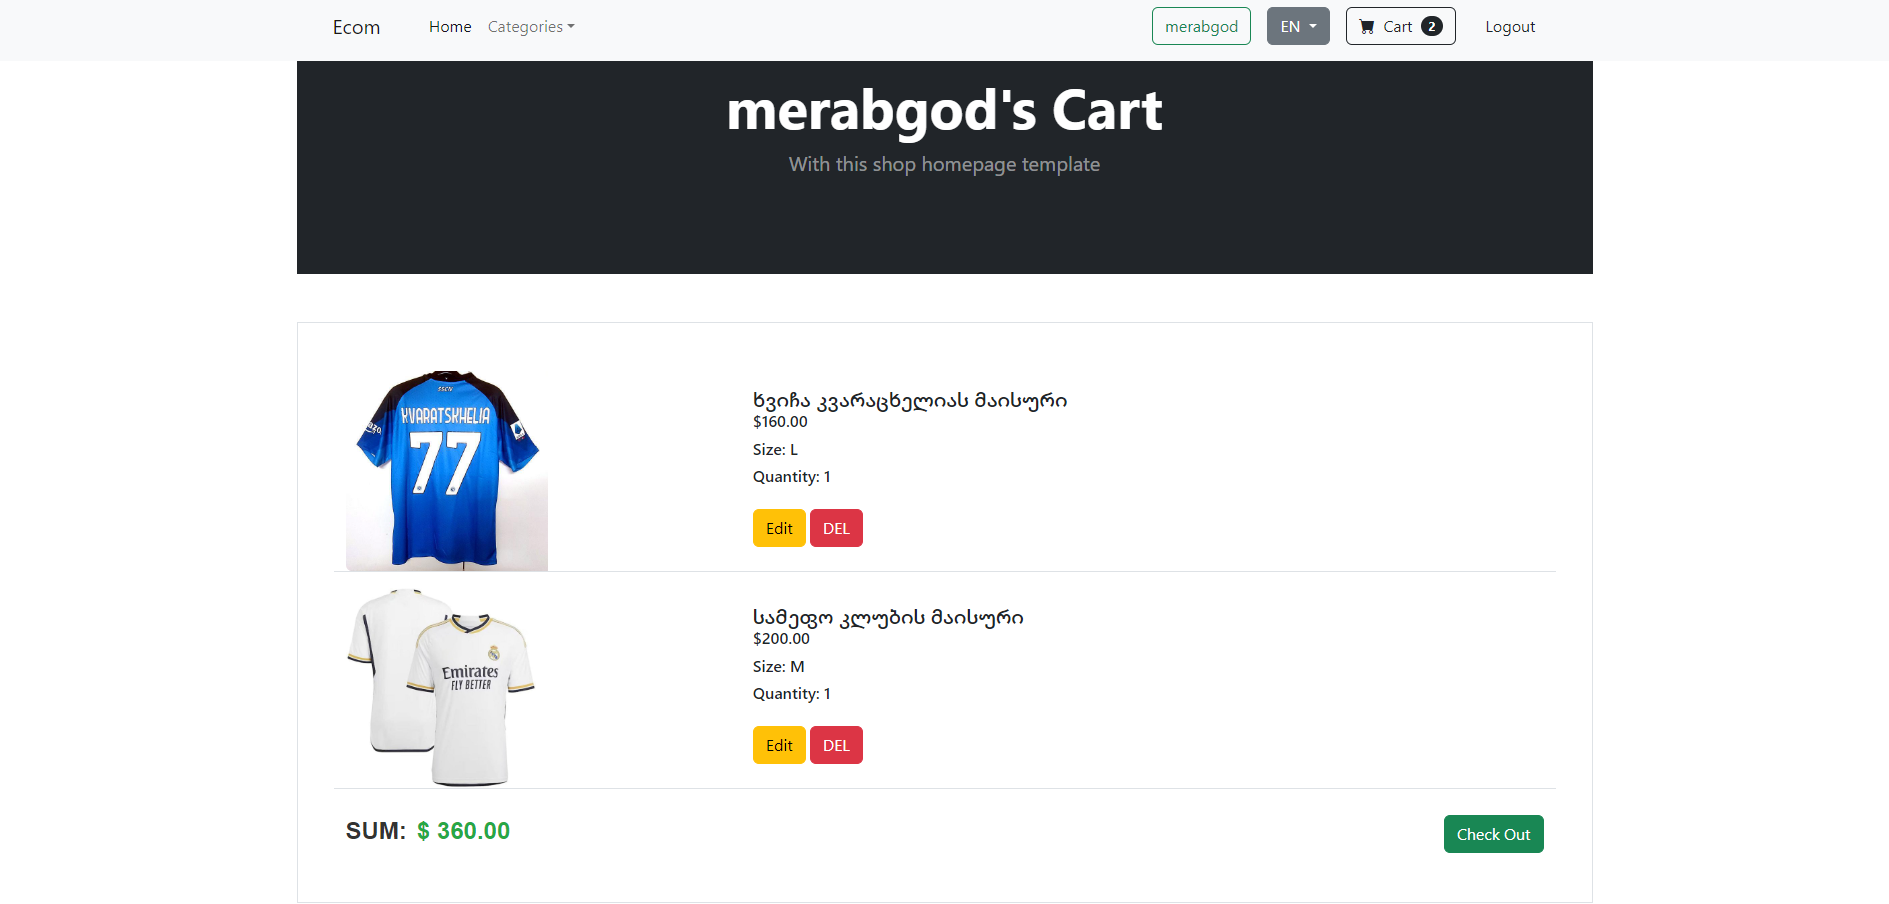 Ecom
Home
Categories
merabgod
EN
Cart 2
Logout
merabgod's Cart
With this shop homepage template
SSCN
KVARATSKHELIA
77
ხვიჩა კვარაცხელიას მაისური
$160.00
Size: L
Quantity: 1
Edit DEL
Emirates
FLY BETTER
სამეფო კლუბის მაისური
$200.00
Size: M
Quantity: 1
Edit DEL
SUM: $ 360.00
Check Out